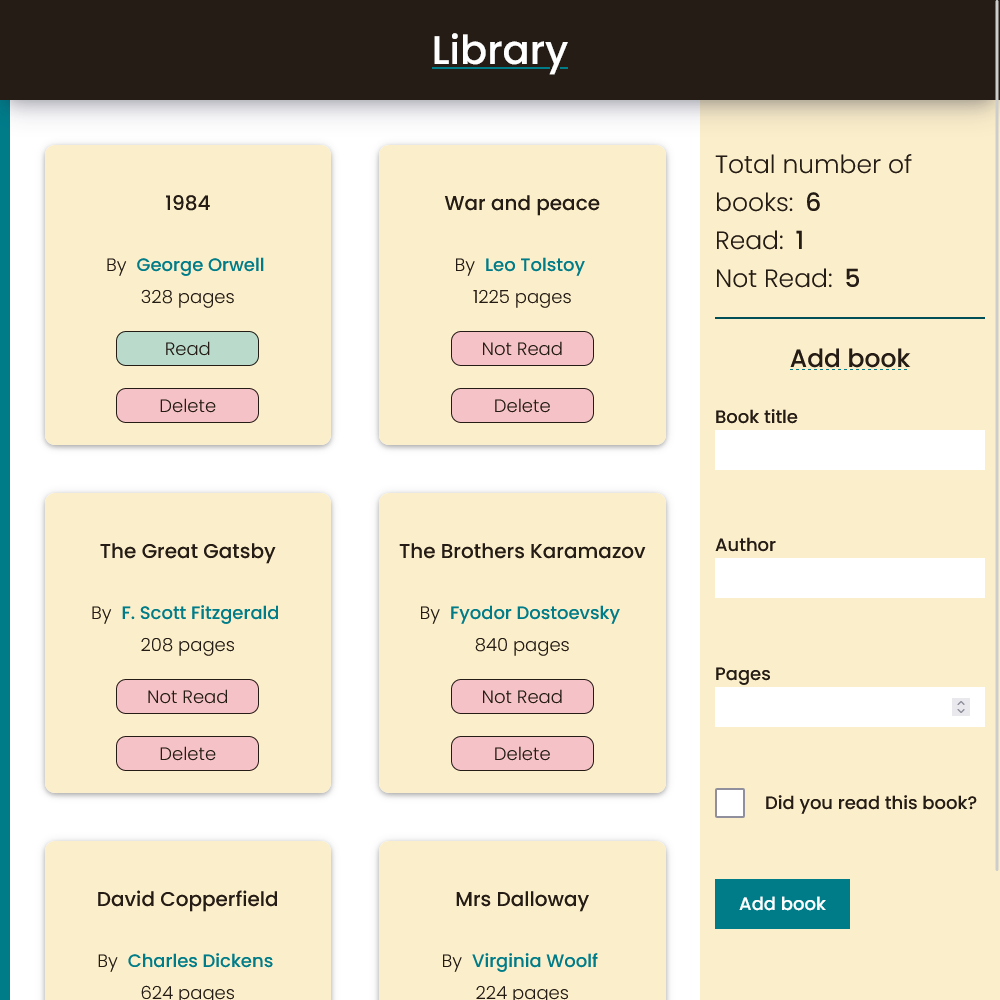 Library
1984
By George Orwell
328 pages
Read
Delete
War and peace
By Leo Tolstoy
1225 pages
Not Read
Delete
The Great Gatsby
By F. Scott Fitzgerald
208 pages
Not Read
Delete
The Brothers Karamazov
By Fyodor Dostoevsky
840 pages
Not Read
Delete
David Copperfield
By Charles Dickens
624 pages
Mrs Dalloway
By Virginia Woolf
224 pages
Total number of
books: 6
Read: 1
Not Read: 5
Add book
Book title
Author
Pages
Did you read this book?
Add book